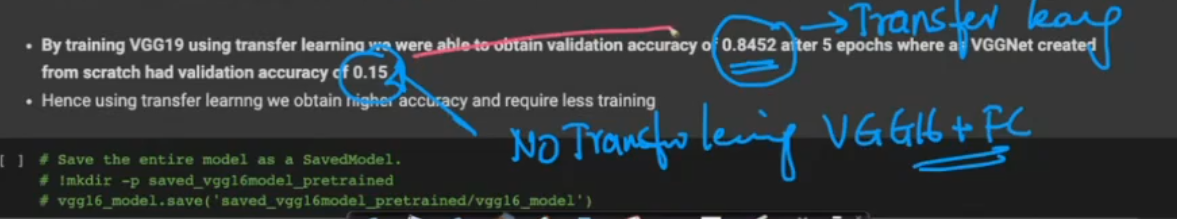 → Transfer
• By training VGG19 using transfer learning we were able to obtain validation accuracy of 0.8452 after 5 epochs where as VGGNet created
from scratch had validation accuracy of 0.15
• Hence using transfer learnng we obtain higher accuracy and require less training
NO Transfer VGG16 + FC
[ ] # Save the entire model as a SavedModel.
# !mkdir -p saved_vgg16model_pretrained
# vgg16_model.save('saved_vgg16model_pretrained/vgg16_model')